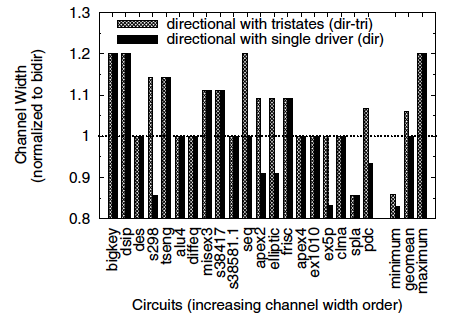 directional with tristates (dir-tri)
directional with single driver (dir)
Channel Width
(normalized to bidir)
1.3
1.2
1.1
1
0.9
0.8
bigkey
dsip
des
s298
tseng
alu4
diffeq
misex3
s38417
s38581.1
seq
apex2
elliptic
frisc
apex4
ex1010
ex5p
clma
spla
pdc
minimum
geomean
maximum
Circuits (increasing channel width order)